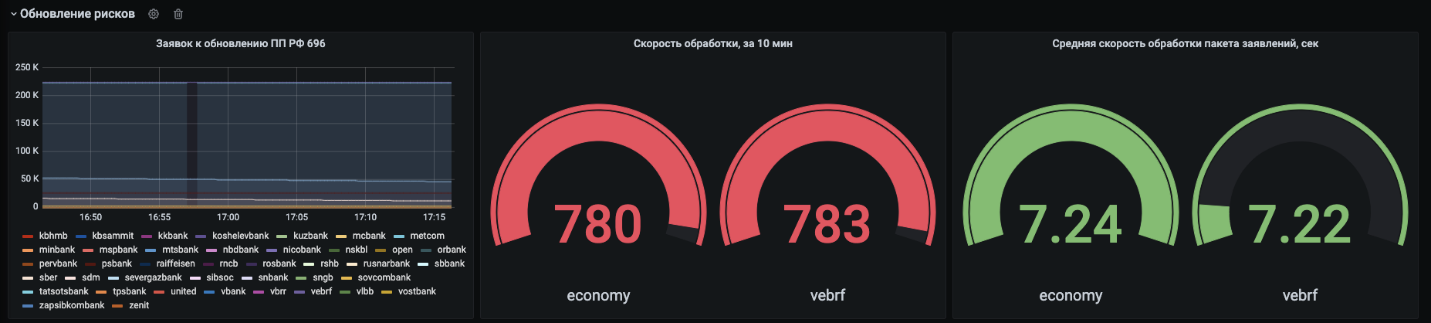 Обновление рисков
Заявок к обновлению ПП РФ 696
250 K
200 K
150 K
100 K
50 K
0
16:50 16:55 17:00 17:05 17:10 17:15
kbhmb kbsammit kkbank koshelevbank kuzbank mcbank metcom
minbank mspbank mtsbank nbdbank nicobank nskbl open orbank
pervbank psbank raiffeisen rncb rosbank rshb rusnarbank sbbank
sber sdm severgazbank sibsoc snbank sngb sovcombank
tatsotsbank tpsbank united vbank vbrr vebrf vlbb vostbank
zapsibkombank zenit
Скорость обработки, за 10 мин
780 783
economy vebrf
Средняя скорость обработки пакета заявлений, сек
7.24 7.22
economy vebrf